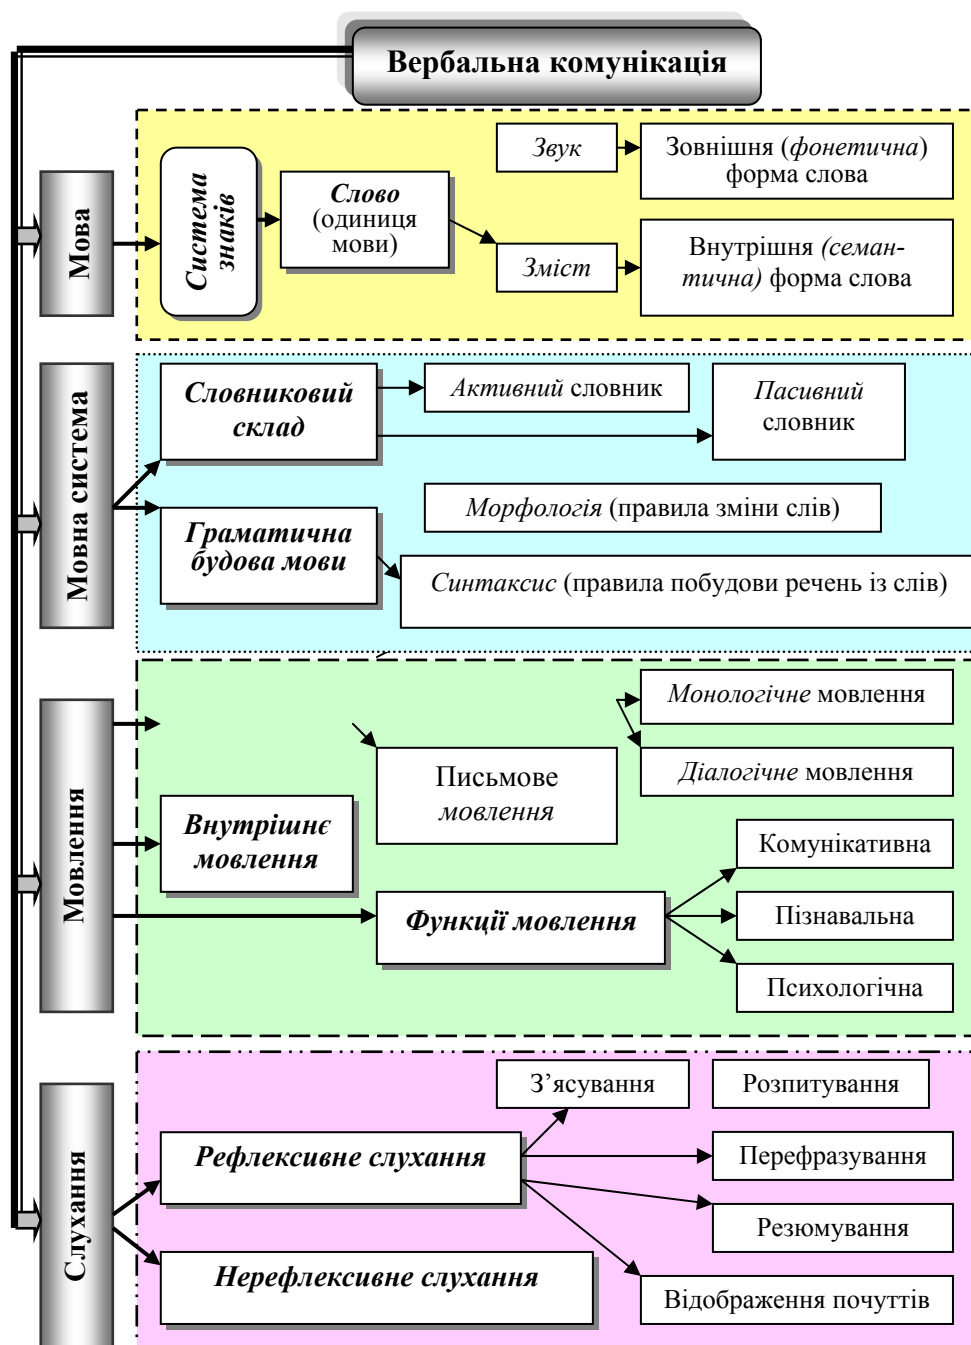 Вербальна комунікація
Мова
Система
знаків
Слово
(одиниця
мови)
Звук
Зовнішня (фонетична)
форма слова
Зміст
Внутрішня (семан-
тична) форма слова
Мовна система
Словниковий
склад
Активний словник
Пасивний
словник
Граматична
будова мови
Морфологія (правила зміни слів)
Синтаксис (правила побудови речень із слів)
Мовлення
Монологічне мовлення
Діалогічне мовлення
Письмове
мовлення
Внутрішнє
мовлення
Функції мовлення
Комунікативна
Пізнавальна
Психологічна
Слухання
Рефлексивне слухання
З’ясування
Розпитування
Перефразування
Резюмування
Відображення почуттів
Нерефлексивне слухання